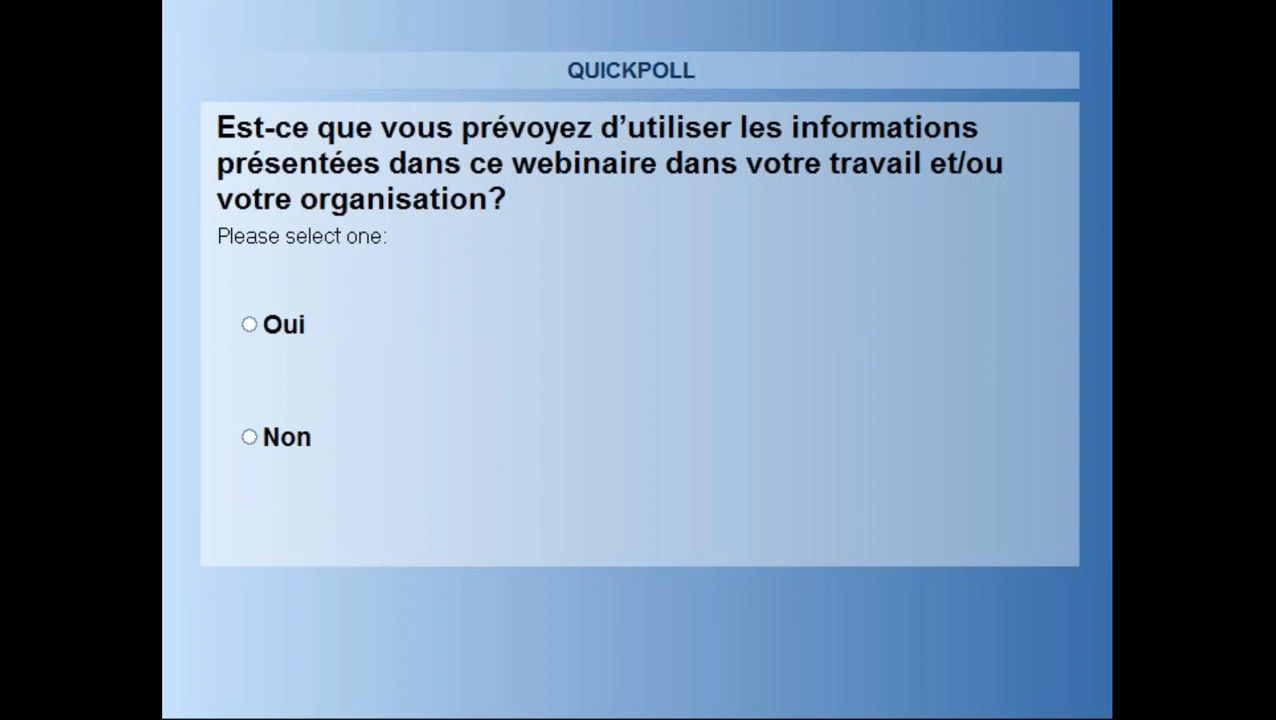 QUICKPOLL
Est-ce que vous prévoyez d’utiliser les informations
présentées dans ce webinaire dans votre travail et/ou
votre organisation?
Please select one:
Oui
Non